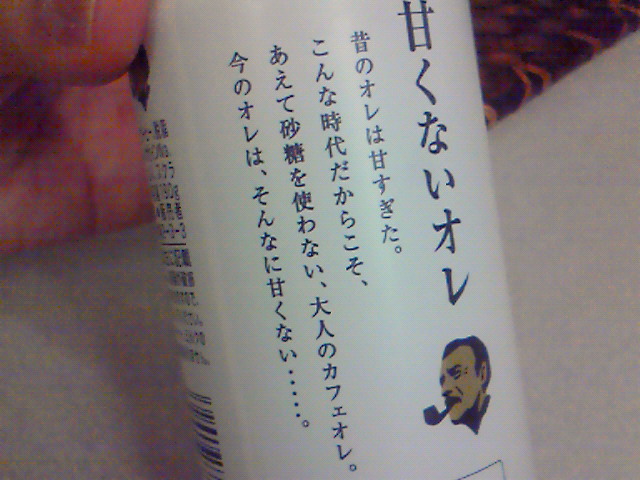 甘くないオレ
昔のオレは甘すぎた。
こんな時代だからこそ、
あえて砂糖を使わない、大人のカフェオレ。
今のオレは、そんなに甘くない……。